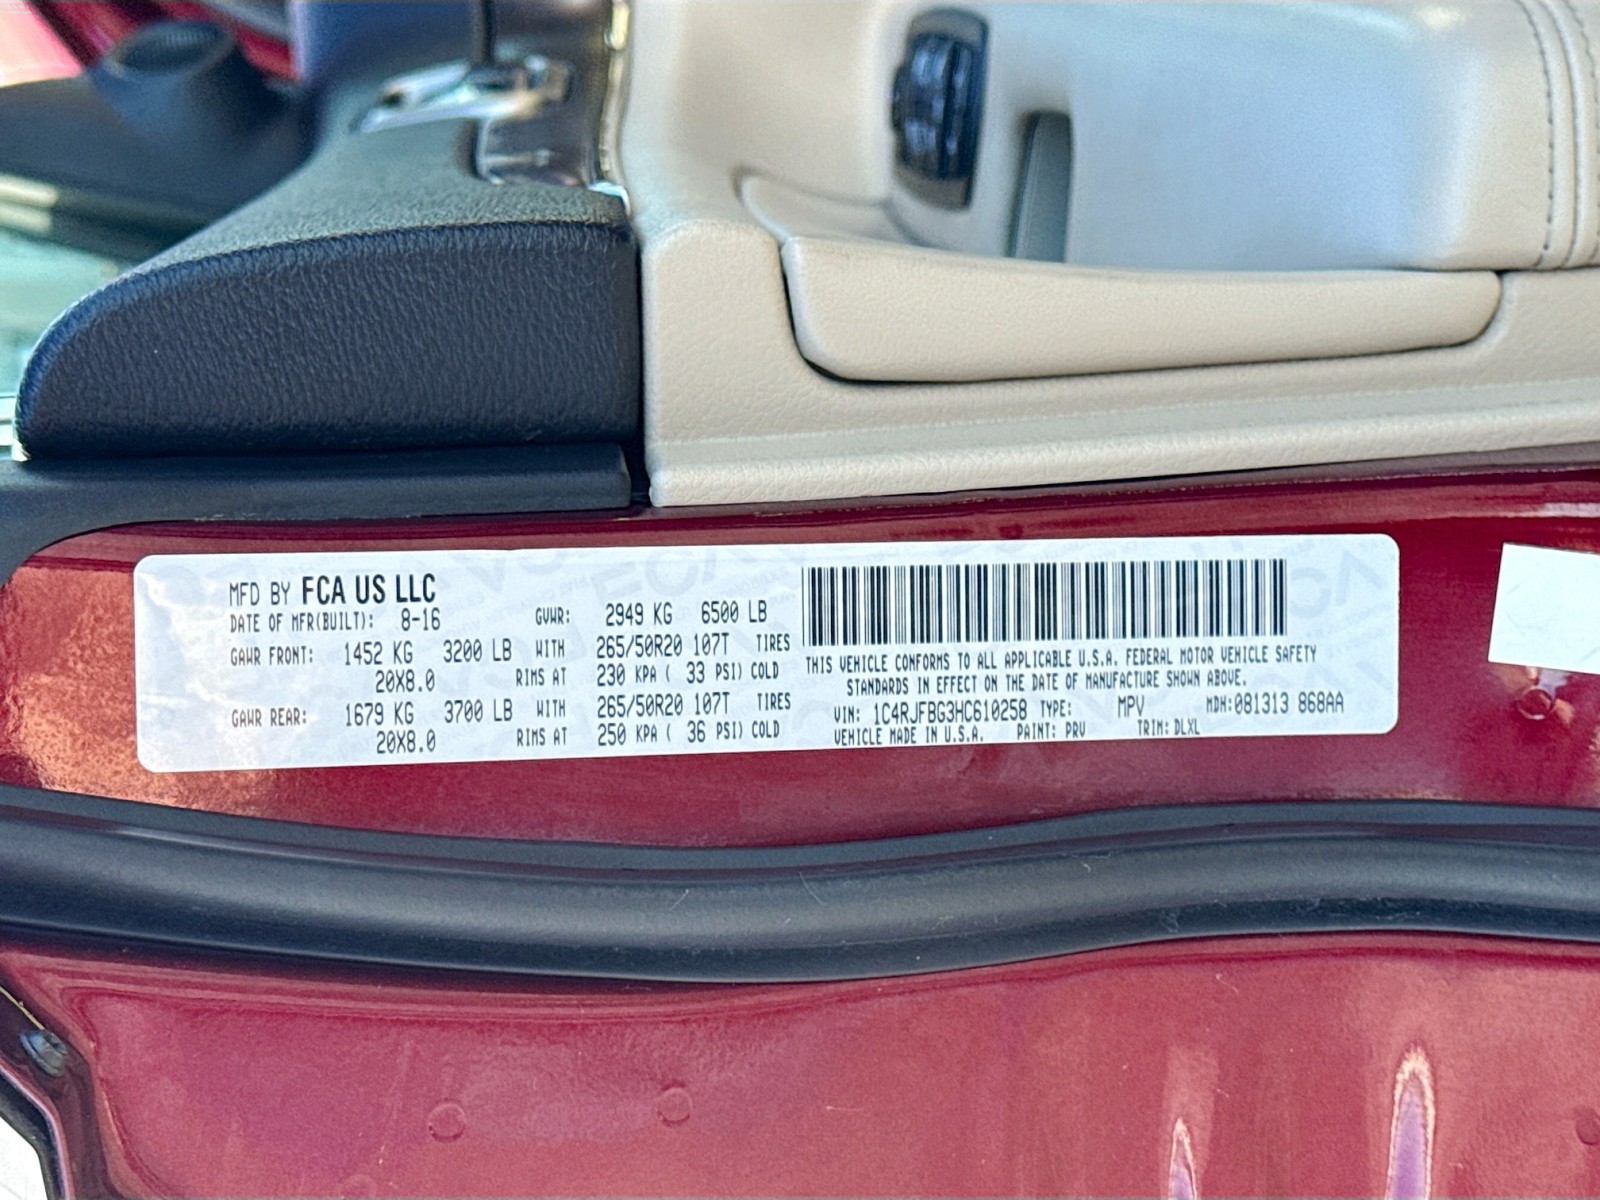 MFD BY FCA US LLC
DATE OF MFR(BUILT): 8-16 GVWR: 2949 KG 6500 LB
GAWR FRONT: 1452 KG 3200 LB WITH 265/50R20 107T TIRES
20X8.0 RIMS AT 230 KPA ( 33 PSI) COLD
GAWR REAR: 1679 KG 3700 LB WITH 265/50R20 107T TIRES
20X8.0 RIMS AT 250 KPA ( 36 PSI) COLD
THIS VEHICLE CONFORMS TO ALL APPLICABLE U.S.A. FEDERAL MOTOR VEHICLE SAFETY
STANDARDS IN EFFECT ON THE DATE OF MANUFACTURE SHOWN ABOVE.
VIN: 1C4RJFBG3HC610258 TYPE: MPV MDH:081313 868AA
VEHICLE MADE IN U.S.A. PAINT: PRV TRIM: DLXL